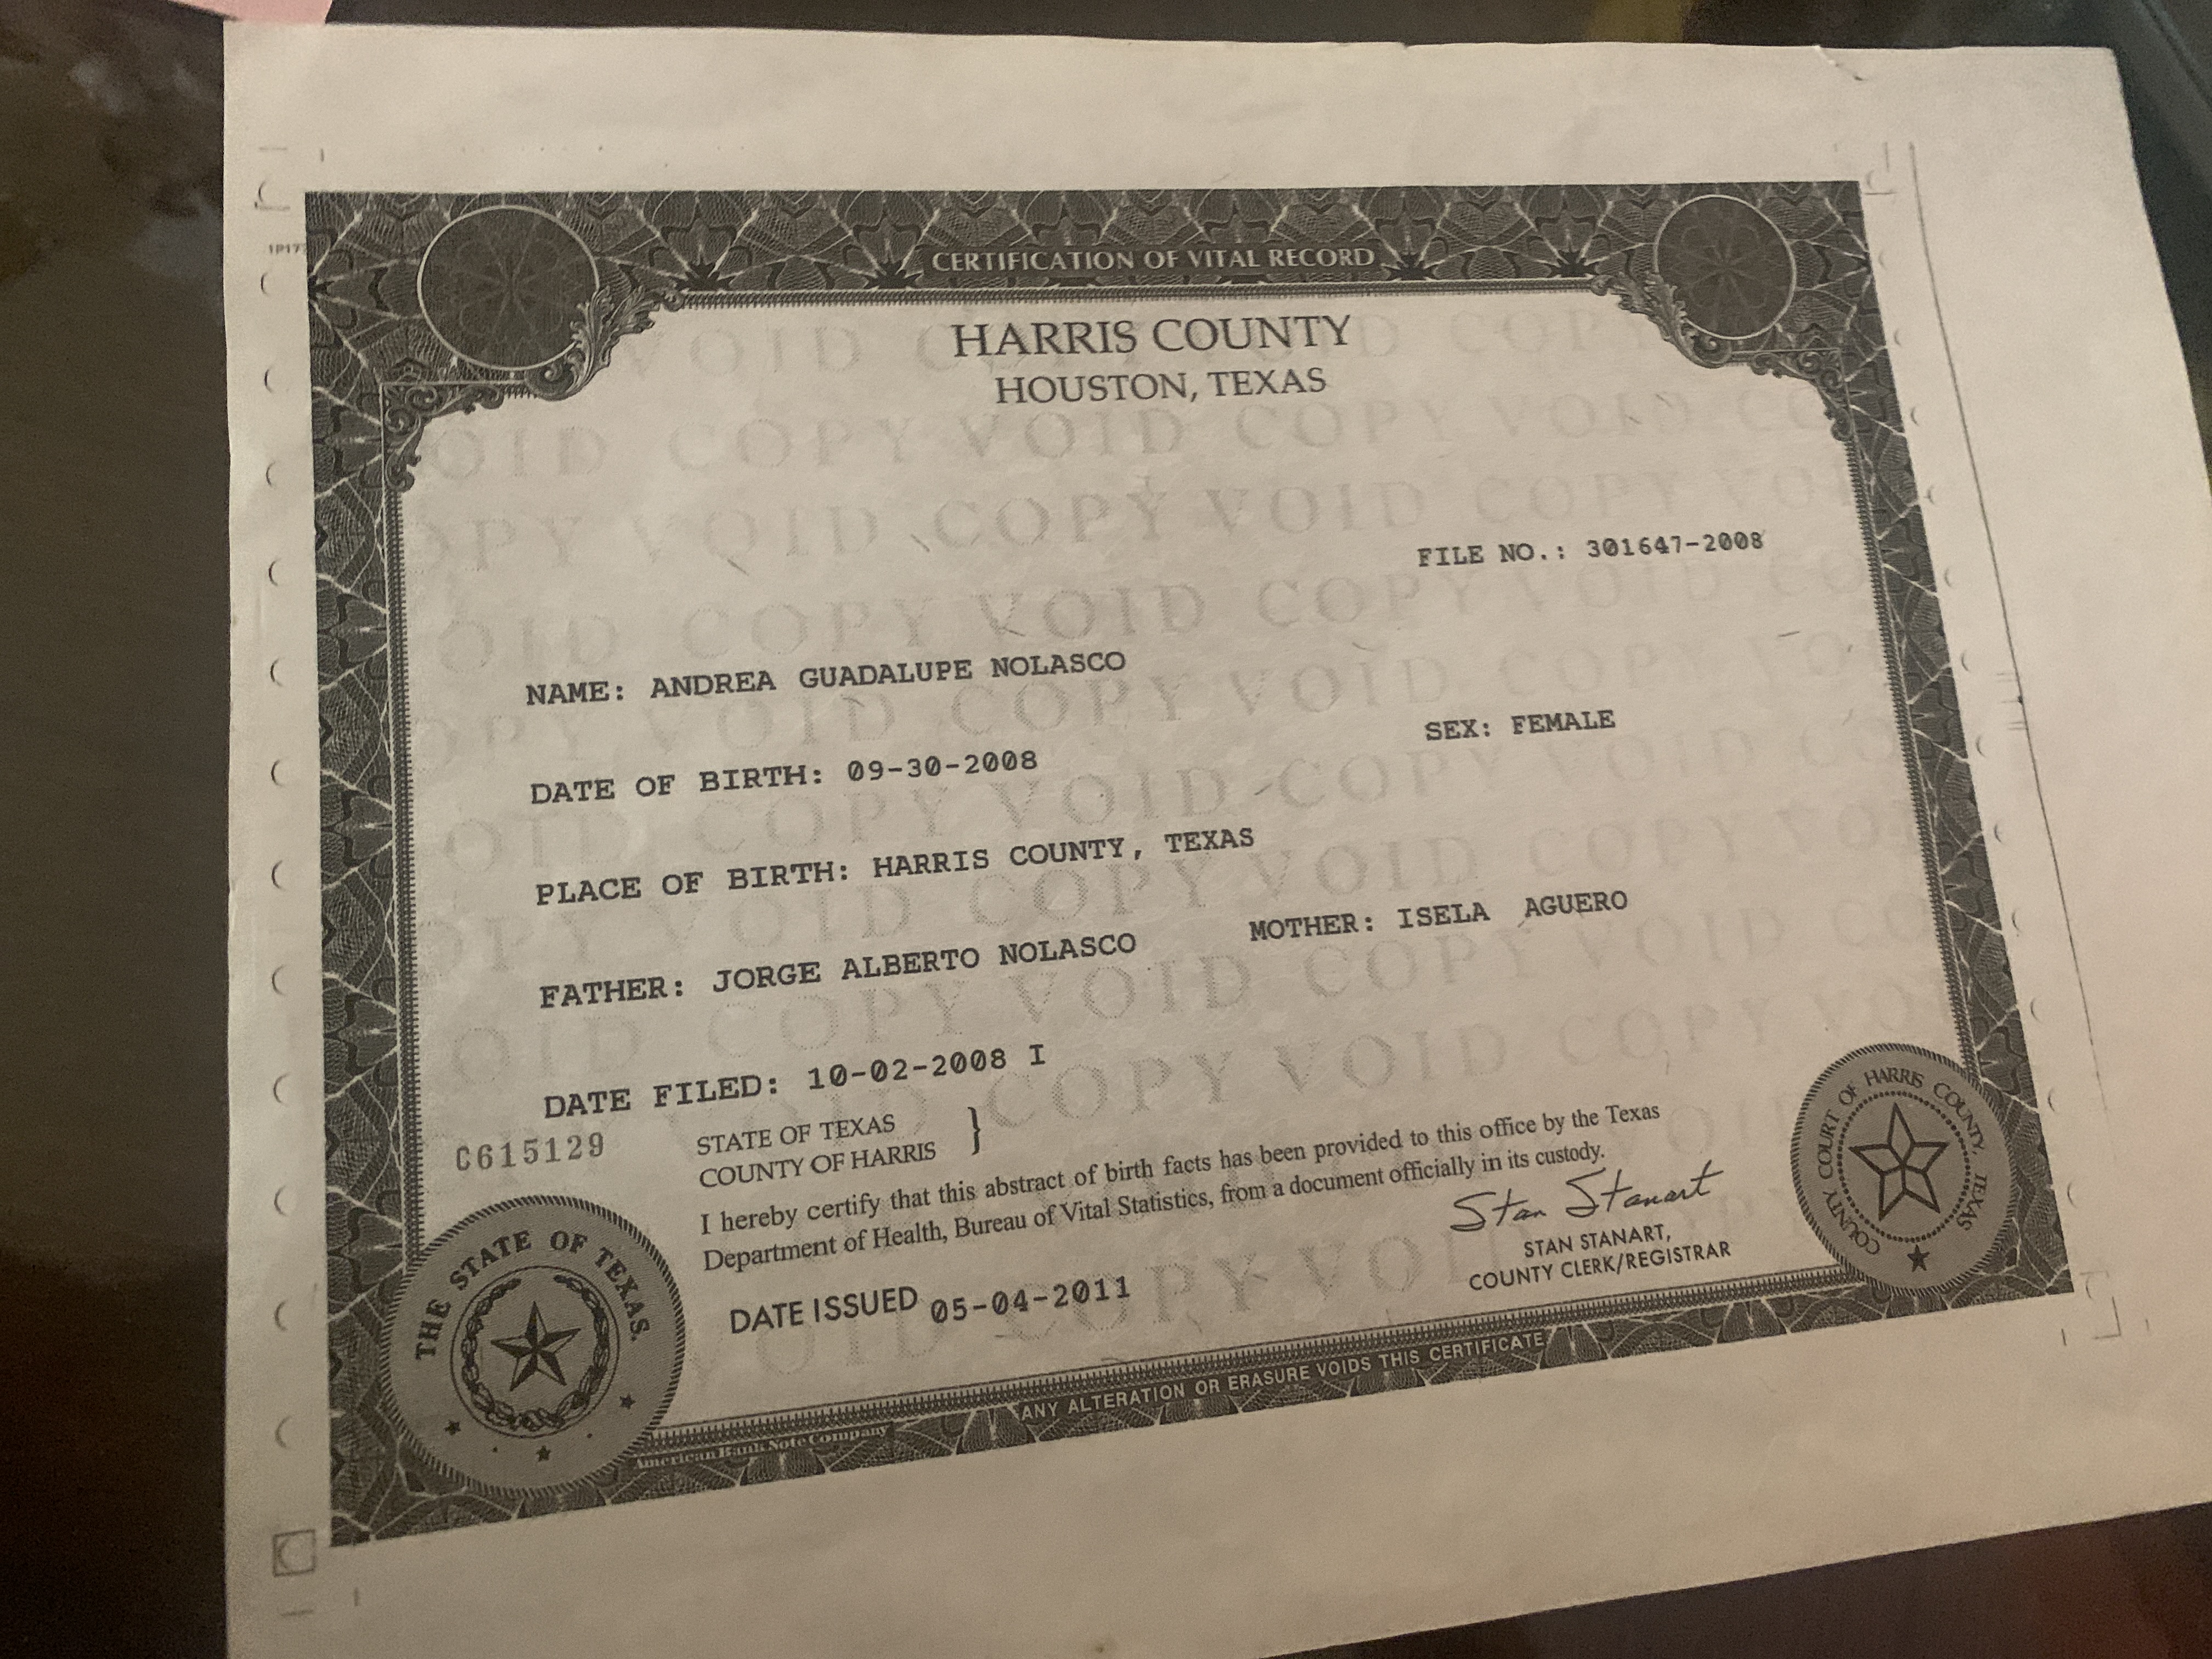 CERTIFICATION OF VITAL RECORD
HARRIS COUNTY
HOUSTON, TEXAS
FILE NO.: 301647-2008
NAME: ANDREA GUADALUPE NOLASCO
SEX: FEMALE
DATE OF BIRTH: 09-30-2008
PLACE OF BIRTH: HARRIS COUNTY, TEXAS
FATHER: JORGE ALBERTO NOLASCO MOTHER: ISELA AGUERO
DATE FILED: 10-02-2008 I
C615129
STATE OF TEXAS }
COUNTY OF HARRIS
I hereby certify that this abstract of birth facts has been provided to this office by the Texas
Department of Health, Bureau of Vital Statistics, from a document officially in its custody.
Stan Stanart
STAN STANART,
COUNTY CLERK/REGISTRAR
DATE ISSUED 05-04-2011
THE STATE OF TEXAS.
COUNTY COURT OF HARRIS COUNTY, TEXAS
ANY ALTERATION OR ERASURE VOIDS THIS CERTIFICATE
American Bank Note Company
VOID COPY VOID COPY